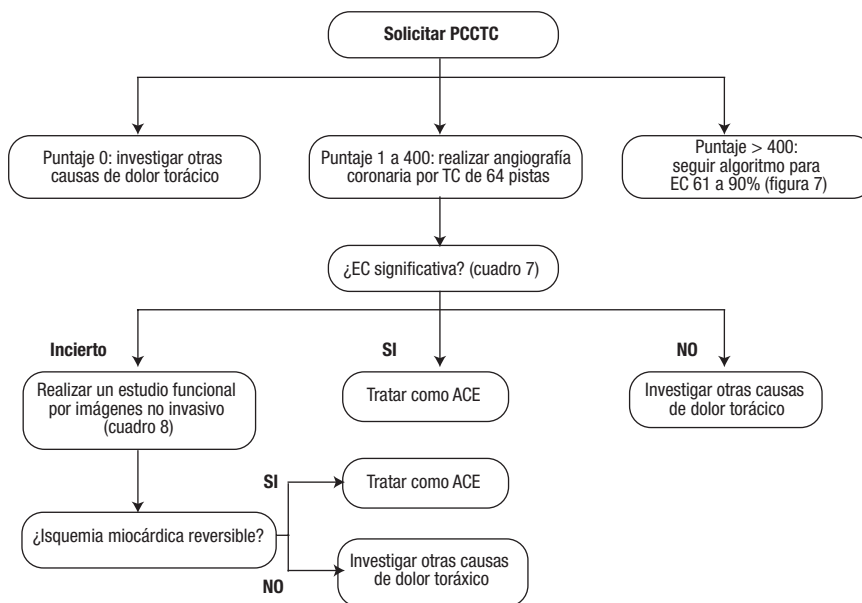 Solicitar PCCTC
Puntaje 0: investigar otras
causas de dolor torácico
Puntaje 1 a 400: realizar angiografía
coronaria por TC de 64 pistas
Puntaje > 400:
seguir algoritmo para
EC 61 a 90% (figura 7)
¿EC significativa? (cuadro 7)
Incierto
SI
NO
Realizar un estudio funcional
por imágenes no invasivo
(cuadro 8)
Tratar como ACE
Investigar otras causas
de dolor torácico
¿Isquemia miocárdica reversible?
SI
Tratar como ACE
NO
Investigar otras causas
de dolor toráxico